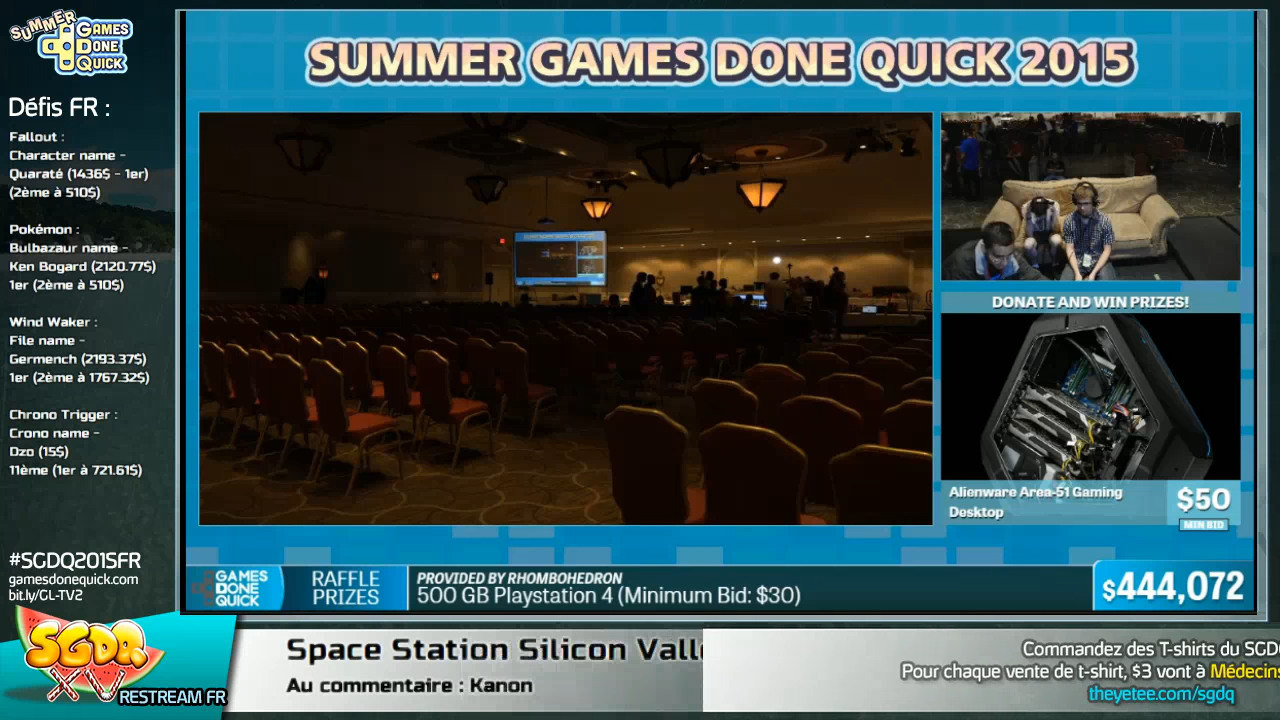 SUMMER
GAMES
DONE
QUICK
Défis FR :
Fallout :
Character name -
Quaraté (1436$ - 1er)
(2ème à 510$)
Pokémon :
Bulbazaur name -
Ken Bogard (2120.77$)
1er (2ème à 510$)
Wind Waker :
File name -
Germench (2193.37$)
1er (2ème à 1767.32$)
Chrono Trigger :
Crono name -
Dzo (15$)
11ème (1er à 721.61$)
#SGDQ2015FR
gamesdonequick.com
bit.ly/GL-TV2
SGDQ
RESTREAM FR
SUMMER GAMES DONE QUICK 2015
DONATE AND WIN PRIZES!
Alienware Area-51 Gaming
Desktop
$50
MIN BID
GAMES
DONE
QUICK
RAFFLE
PRIZES
PROVIDED BY RHOMBOHEDRON
500 GB Playstation 4 (Minimum Bid: $30)
$444,072
Space Station Silicon Valle
Au commentaire : Kanon
Commandez des T-shirts du SGD
Pour chaque vente de t-shirt, $3 vont à Médecins
theyetee.com/sgdq